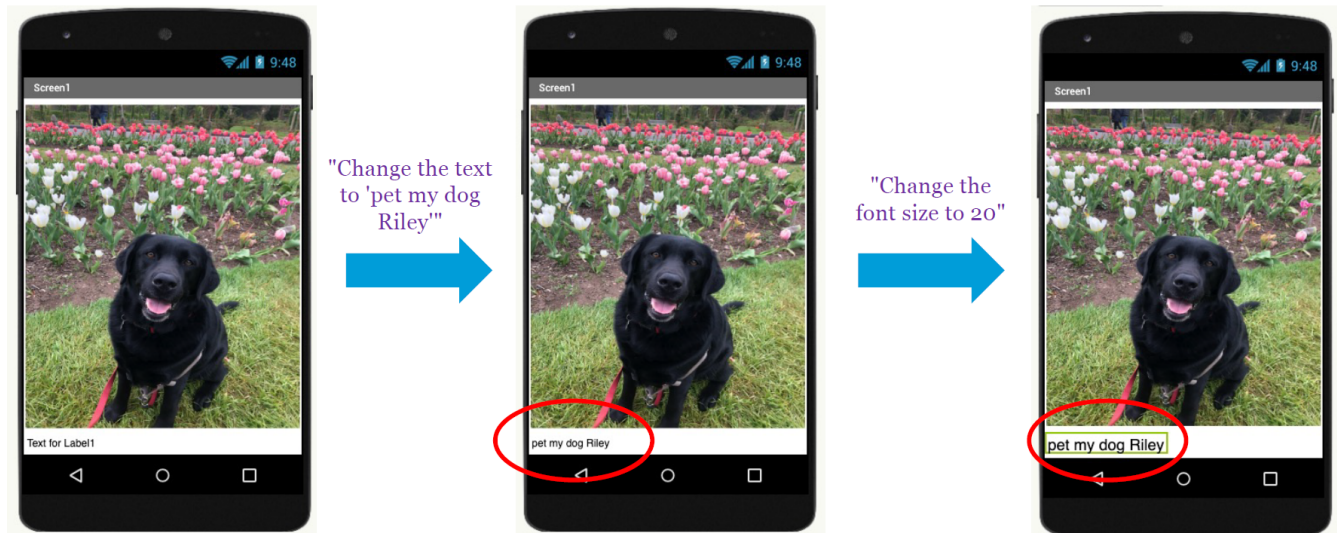 9:48
Screen1
Text for Label1
"Change the text
to 'pet my dog
Riley'"
9:48
Screen1
pet my dog Riley
"Change the
font size to 20"
9:48
Screen1
pet my dog Riley